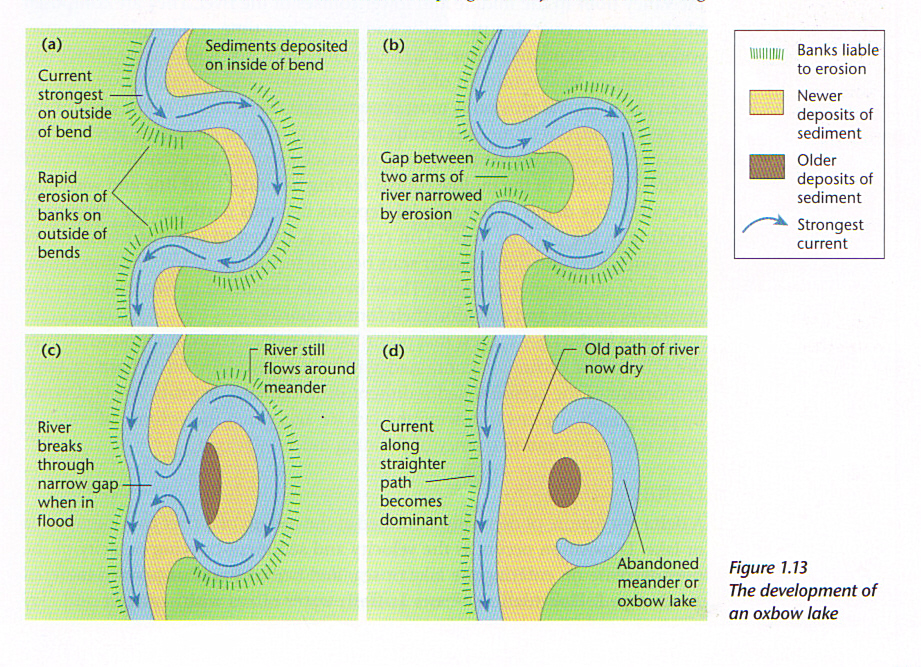 (a)
Sediments deposited
on inside of bend
Current
strongest
on outside
of bend
Rapid
erosion of
banks on
outside of
bends
(b)
Gap between
two arms of
river narrowed
by erosion
Banks liable
to erosion
Newer
deposits of
sediment
Older
deposits of
sediment
Strongest
current
(c)
River still
flows around
meander
River
breaks
through
narrow gap
when in
flood
(d)
Old path of river
now dry
Current
along
straighter
path
becomes
dominant
Abandoned
meander or
oxbow lake
Figure 1.13
The development of
an oxbow lake